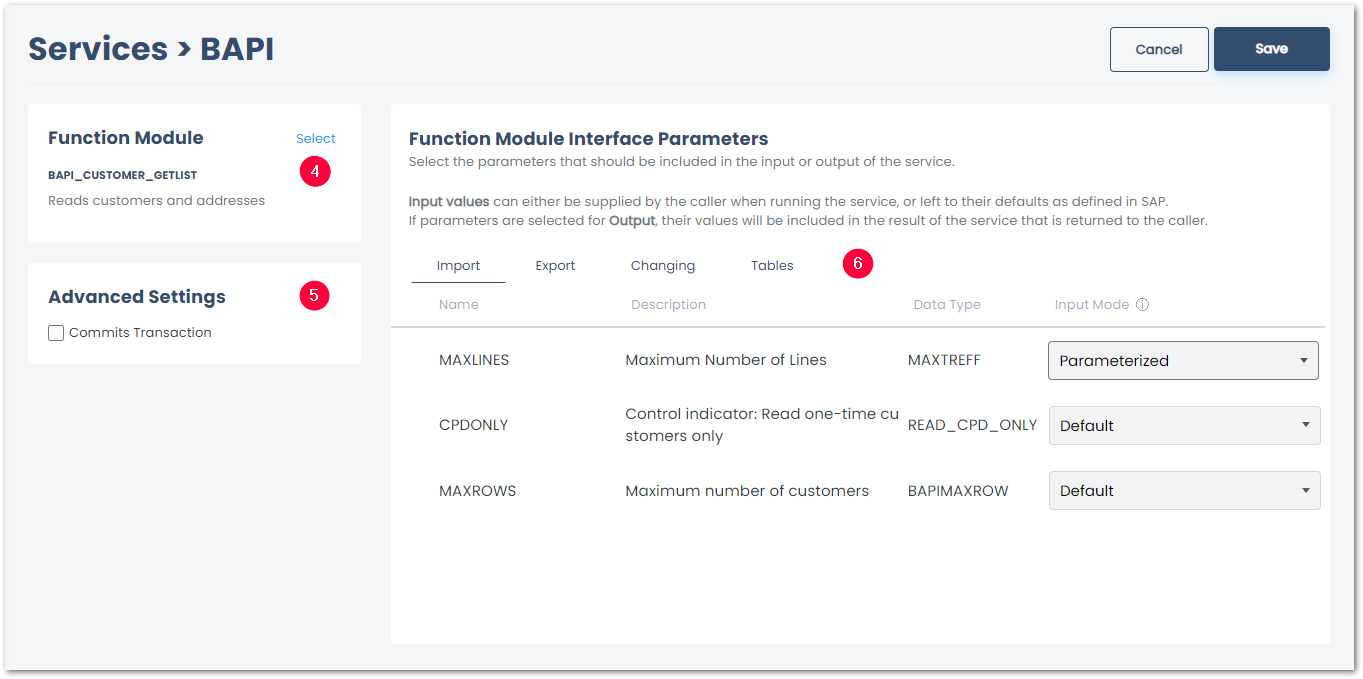 Services > BAPI
Cancel
Save
Function Module
Select
BAPI_CUSTOMER_GETLIST
4
Reads customers and addresses
Advanced Settings
5
Commits Transaction
Function Module Interface Parameters
Select the parameters that should be included in the input or output of the service.
Input values can either be supplied by the caller when running the service, or left to their defaults as defined in SAP.
If parameters are selected for Output, their values will be included in the result of the service that is returned to the caller.
Import Export Changing Tables 6
Name Description Data Type Input Mode
MAXLINES Maximum Number of Lines MAXTREFF Parameterized
Control indicator: Read one-time cu
CPDONLY READ_CPD_ONLY Default
stomers only
MAXROWS Maximum number of customers BAPIMAXROW Default